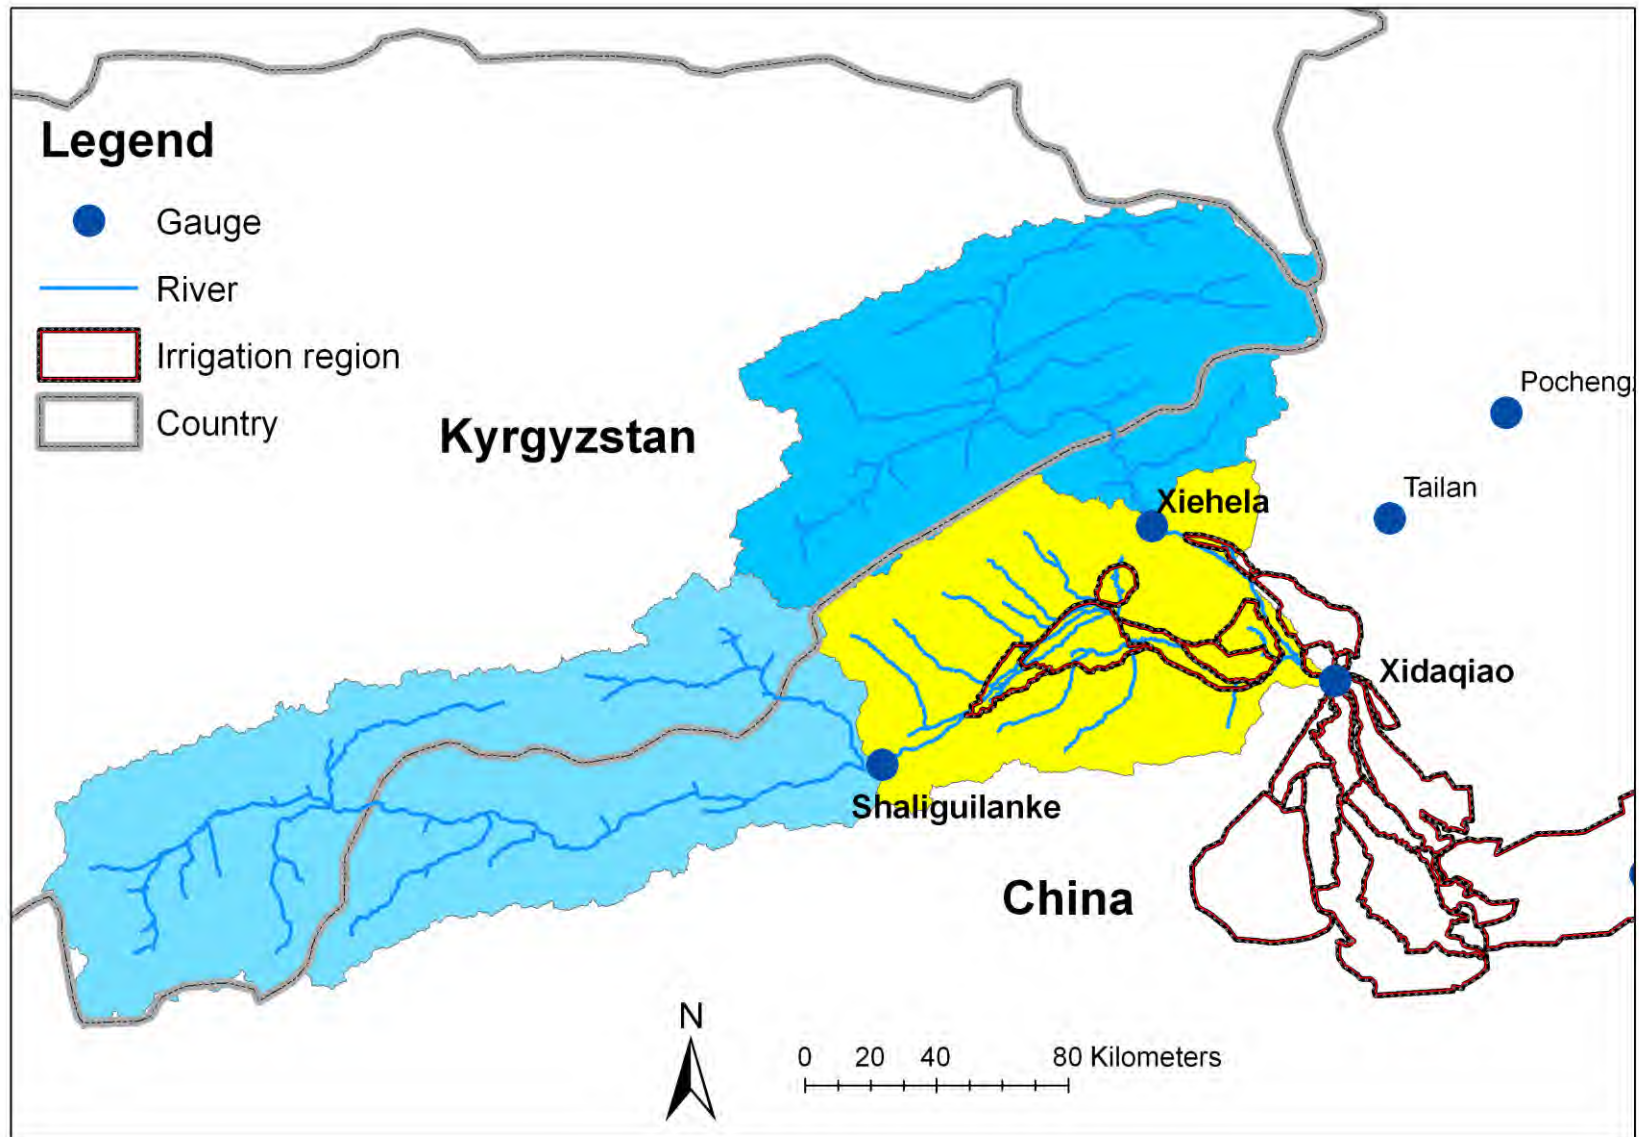 Legend
Gauge
River
Irrigation region
Country
Kyrgyzstan
Pocheng
Tailan
Xiehela
Xidaqiao
Shaliguilanke
China
N
0 20 40 80 Kilometers